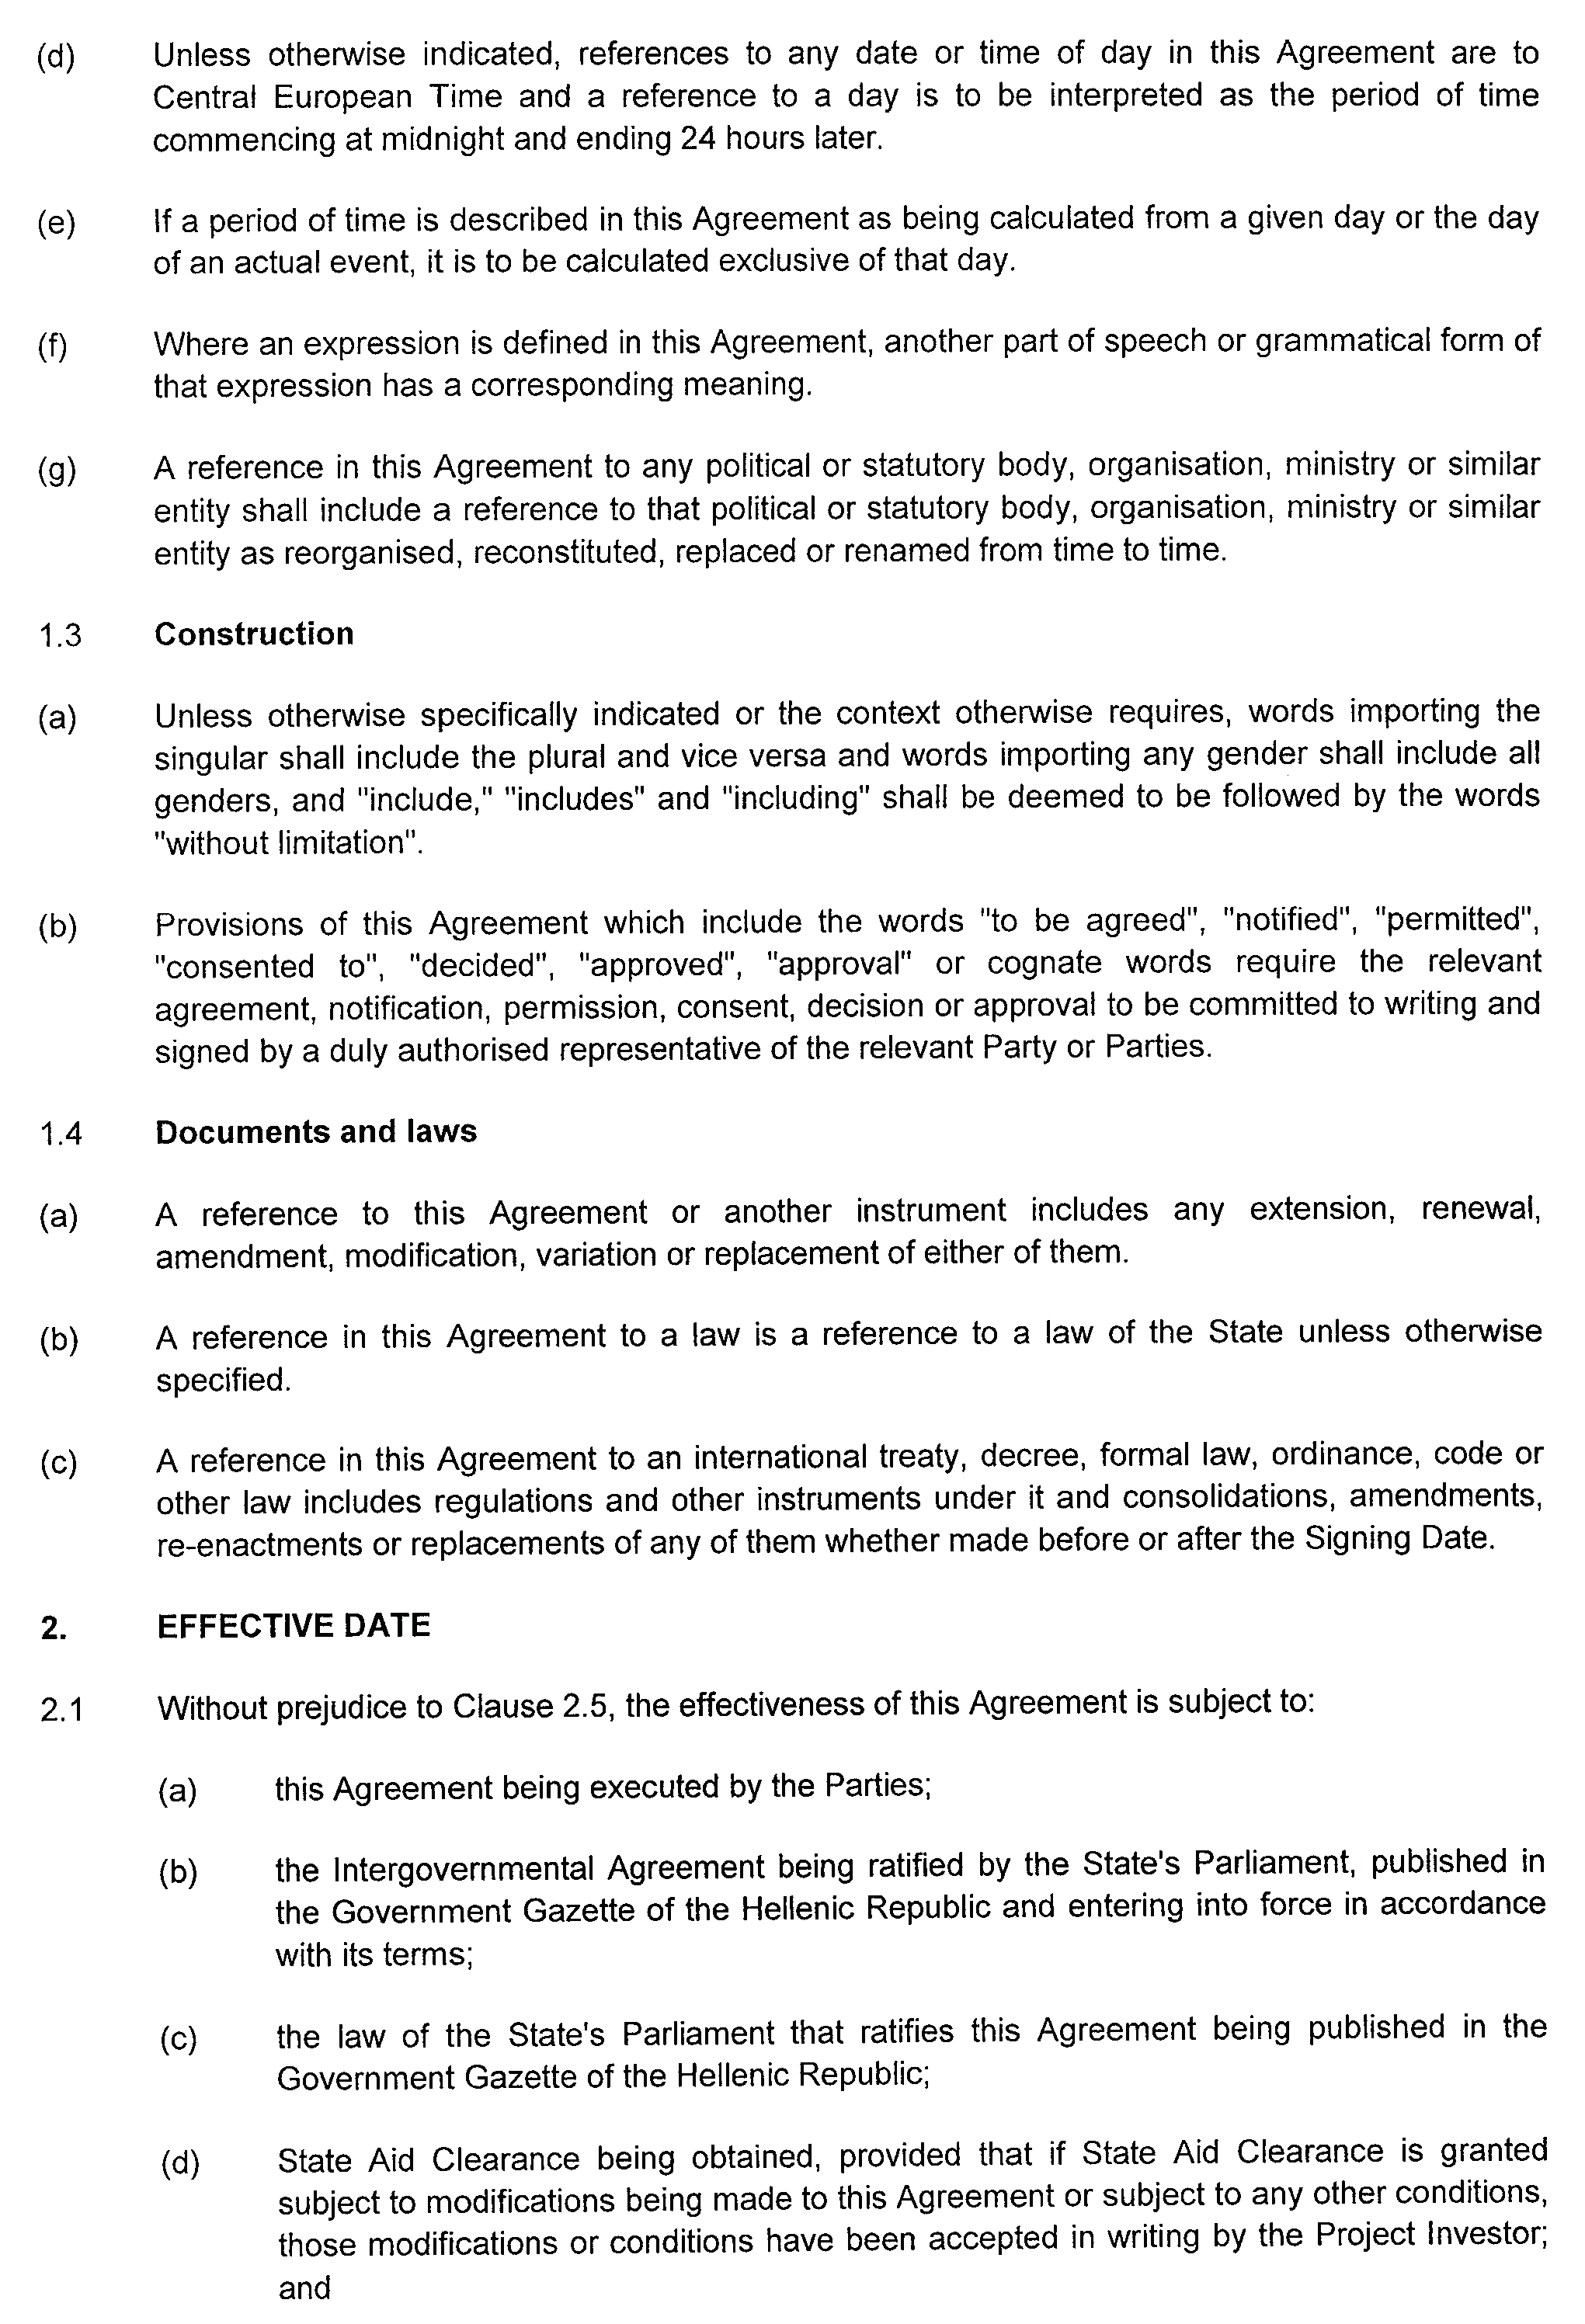 (d) Unless otherwise indicated, references to any date or time of day in this Agreement are to
Central European Time and a reference to a day is to be interpreted as the period of time
commencing at midnight and ending 24 hours later.
(e) If a period of time is described in this Agreement as being calculated from a given day or the day
of an actual event, it is to be calculated exclusive of that day.
(f) Where an expression is defined in this Agreement, another part of speech or grammatical form of
that expression has a corresponding meaning.
(g) A reference in this Agreement to any political or statutory body, organisation, ministry or similar
entity shall include a reference to that political or statutory body, organisation, ministry or similar
entity as reorganised, reconstituted, replaced or renamed from time to time.
1.3 Construction
(a) Unless otherwise specifically indicated or the context otherwise requires, words importing the
singular shall include the plural and vice versa and words importing any gender shall include all
genders, and "include," "includes" and "including" shall be deemed to be followed by the words
"without limitation".
(b) Provisions of this Agreement which include the words "to be agreed", "notified", "permitted",
"consented to", "decided", "approved", "approval" or cognate words require the relevant
agreement, notification, permission, consent, decision or approval to be committed to writing and
signed by a duly authorised representative of the relevant Party or Parties.
1.4 Documents and laws
(a) A reference to this Agreement or another instrument includes any extension, renewal,
amendment, modification, variation or replacement of either of them.
(b) A reference in this Agreement to a law is a reference to a law of the State unless otherwise
specified.
(c) A reference in this Agreement to an international treaty, decree, formal law, ordinance, code or
other law includes regulations and other instruments under it and consolidations, amendments,
re-enactments or replacements of any of them whether made before or after the Signing Date.
2. EFFECTIVE DATE
2.1 Without prejudice to Clause 2.5, the effectiveness of this Agreement is subject to:
(a) this Agreement being executed by the Parties;
(b) the Intergovernmental Agreement being ratified by the State's Parliament, published in
the Government Gazette of the Hellenic Republic and entering into force in accordance
with its terms;
(c) the law of the State's Parliament that ratifies this Agreement being published in the
Government Gazette of the Hellenic Republic;
(d) State Aid Clearance being obtained, provided that if State Aid Clearance is granted
subject to modifications being made to this Agreement or subject to any other conditions,
those modifications or conditions have been accepted in writing by the Project Investor;
and